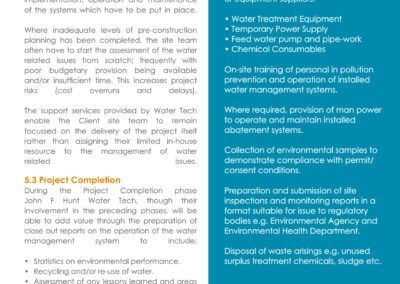 implementation, operation and maintenance
of the systems which have to be put in place.
Where inadequate levels of pre-construction
planning has been completed, the site team
often have to start the assessment of the water
related issues from scratch; frequently with
poor budgetary provision being available
and/or insufficient time. This increases project
risks (cost overruns and delays).
The support services provided by Water Tech
enable the Client site team to remain
focussed on the delivery of the project itself
rather than assigning their limited in-house
resource to the management of water
related issues.
5.3 Project Completion
During the Project Completion phase
John F Hunt Water Tech, though their
involvement in the preceding phases, will be
able to add value through the preparation of
close out reports on the operation of the water
management system to include:
• Statistics on environmental performance.
• Recycling and/or re-use of water.
• Assessment of any lessons learned and areas
of equipment suppliers:
• Water Treatment Equipment
• Temporary Power Supply
• Feed water pump and pipe-work
• Chemical Consumables
On-site training of personal in pollution
prevention and operation of installed
water management systems.
Where required, provision of man power
to operate and maintain installed
abatement systems.
Collection of environmental samples to
demonstrate compliance with permit/
consent conditions.
Preparation and submission of site
inspections and monitoring reports in a
format suitable for issue to regulatory
bodies e.g. Environmental Agency and
Environmental Health Department.
Disposal of waste arisings e.g. unused
surplus treatment chemicals, sludge etc.